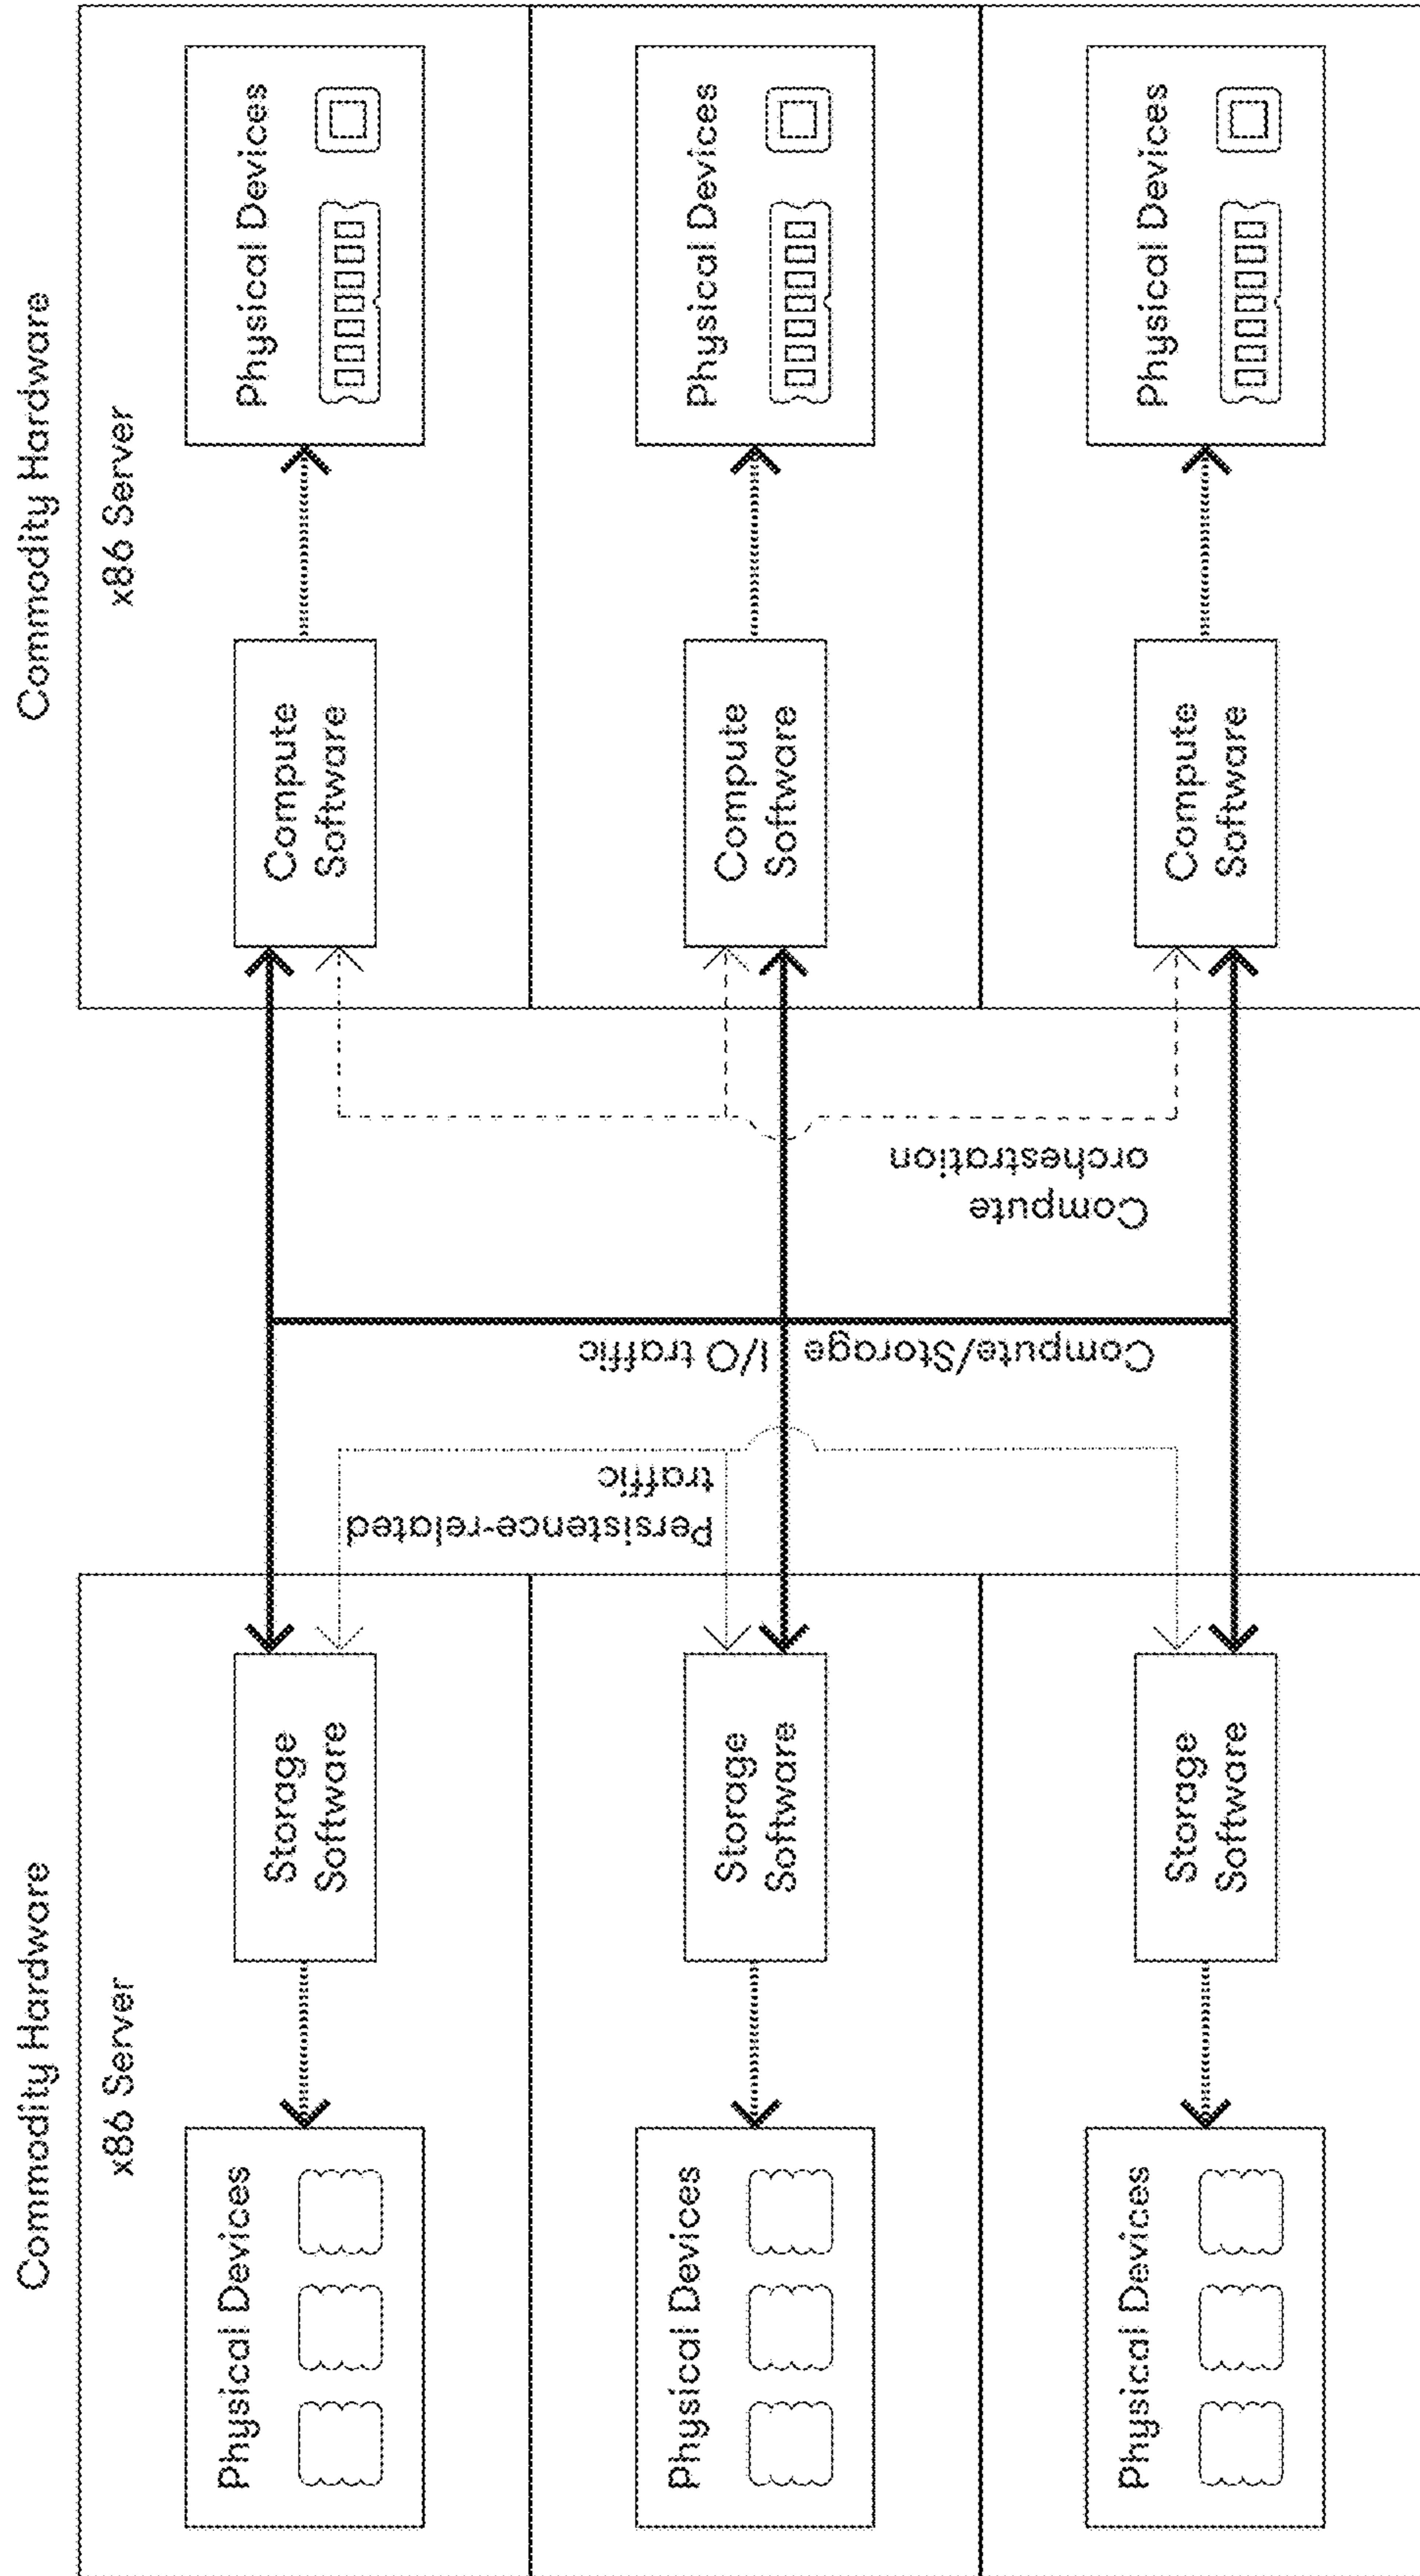 Commodity Hardware
x86 Server
Physical Devices
Storage
Software
Physical Devices
Storage
Software
Physical Devices
Storage
Software
Persistence-related
traffic
Compute/Storage I/O traffic
Compute
orchestration
Commodity Hardware
x86 Server
Compute
Software
Physical Devices
Compute
Software
Physical Devices
Compute
Software
Physical Devices